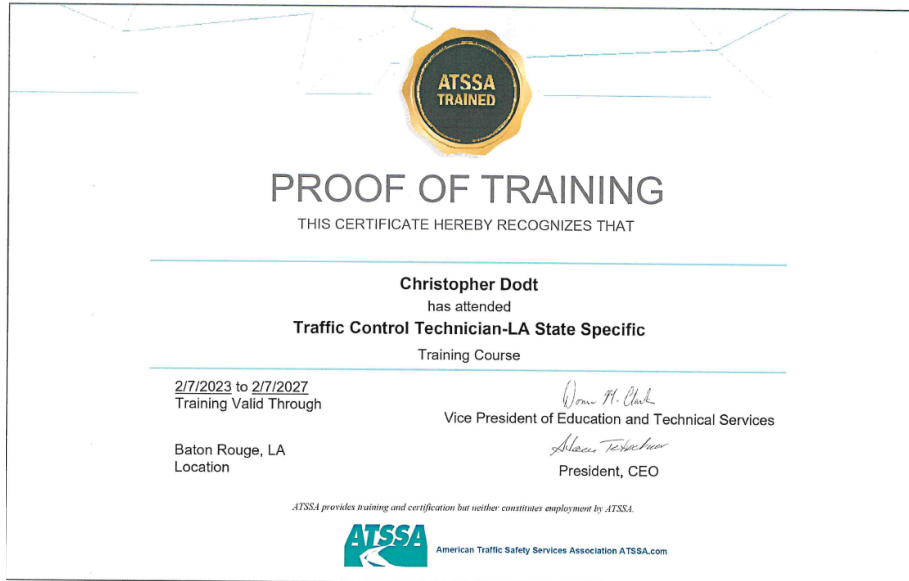 ATSSA
TRAINED
PROOF OF TRAINING
THIS CERTIFICATE HEREBY RECOGNIZES THAT
Christopher Dodt
has attended
Traffic Control Technician-LA State Specific
Training Course
2/7/2023 to 2/7/2027
Training Valid Through
Vice President of Education and Technical Services
Baton Rouge, LA
Location
President, CEO
ATSSA provides training and certification but neither constitutes employment by ATSSA.
ATSSA
American Traffic Safety Services Association ATSSA.com